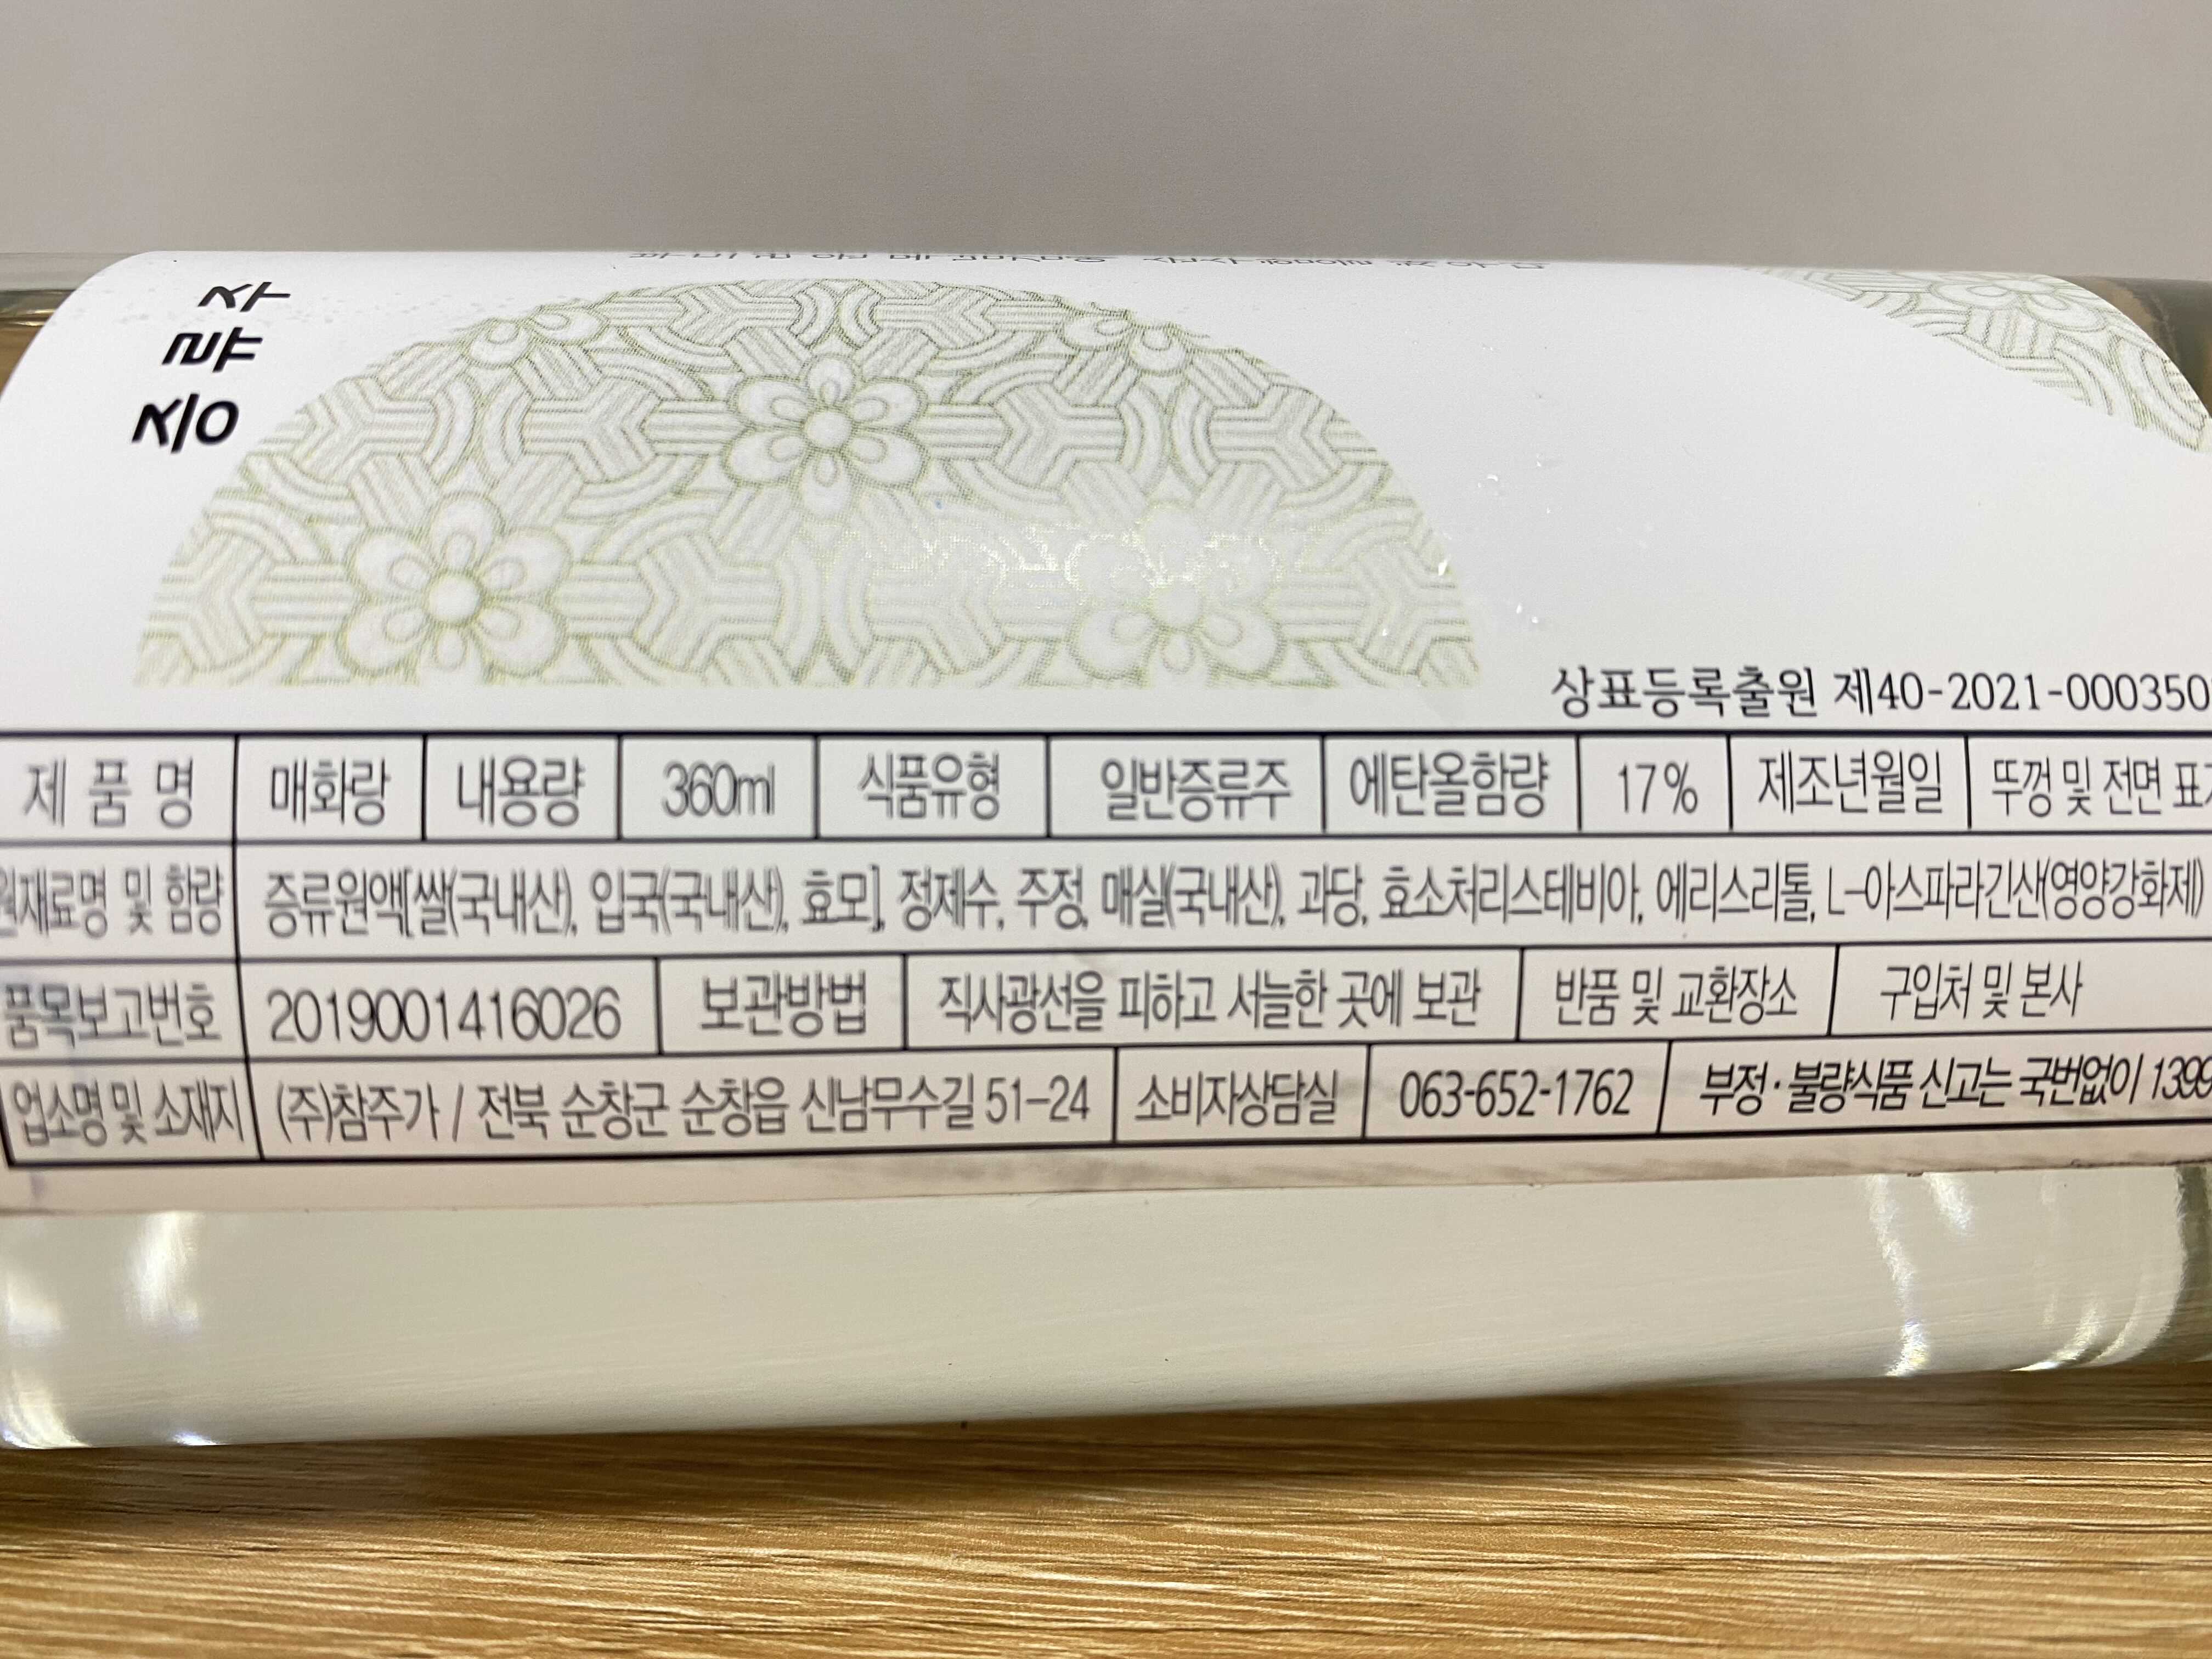 증류주
상표등록출원 제40-2021-000350
제 품 명 매화랑 내용량 360ml 식품유형 일반증류주 에탄올함량 17% 제조년월일 뚜껑 및 전면
원재료명 및 함량 증류원액[쌀(국내산), 입국(국내산), 효모], 정제수, 주정, 매실(국내산), 과당, 효소처리스테비아, 에리스리톨, L-아스파라긴산(영양강화제)
품목보고번호 2019001416026 보관방법 직사광선을 피하고 서늘한 곳에 보관 반품 및 교환장소 구입처 및 본사
업소명 및 소재지 (주)참주가 / 전북 순창군 순창읍 신남무수길 51-24 소비자상담실 063-652-1762 부정·불량식품 신고는 국번없이 1399